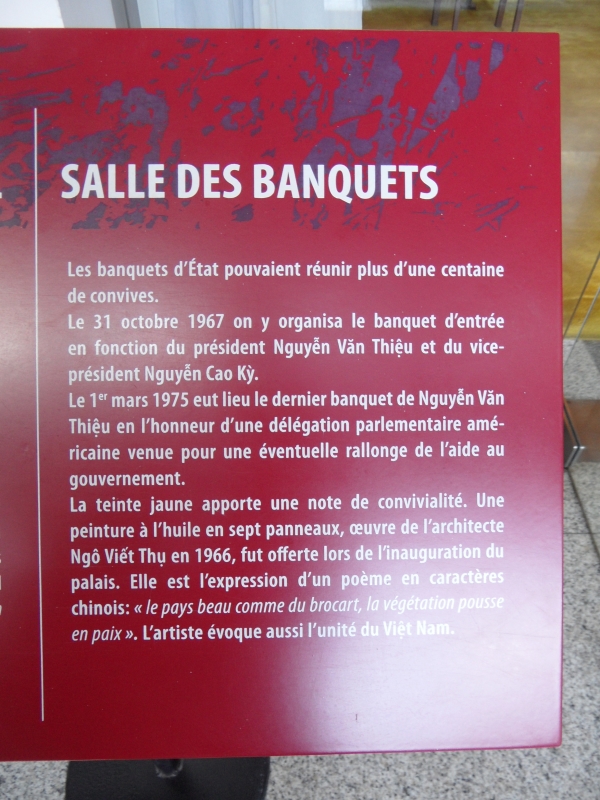 SALLE DES BANQUETS
Les banquets d'État pouvaient réunir plus d'une centaine
de convives.
Le 31 octobre 1967 on y organisa le banquet d'entrée
en fonction du président Nguyễn Văn Thiệu et du vice-
président Nguyễn Cao Kỳ.
Le 1er mars 1975 eut lieu le dernier banquet de Nguyễn Văn
Thiệu en l'honneur d'une délégation parlementaire amé-
ricaine venue pour une éventuelle rallonge de l'aide au
gouvernement.
La teinte jaune apporte une note de convivialité. Une
peinture à l'huile en sept panneaux, œuvre de l'architecte
Ngô Viết Thụ en 1966, fut offerte lors de l'inauguration du
palais. Elle est l'expression d'un poème en caractères
chinois: « le pays beau comme du brocart, la végétation pousse
en paix ». L'artiste évoque aussi l'unité du Việt Nam.